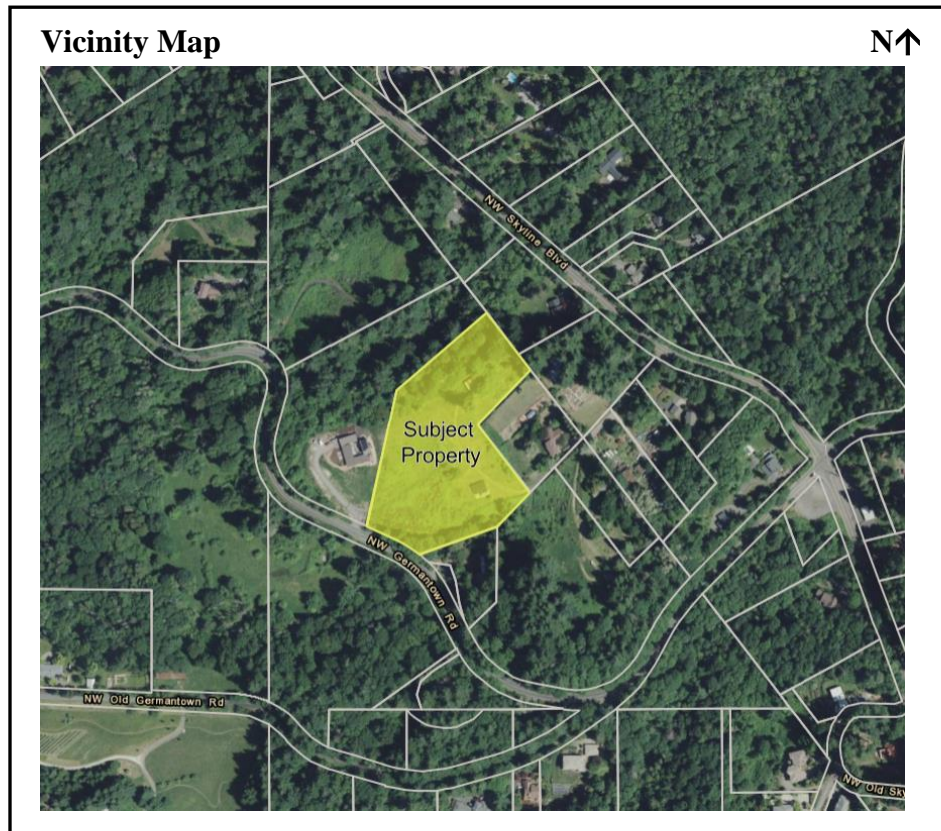 Vicinity Map
N↑
NW Skyline Blvd
Subject
Property
NW Germantown Rd
NW Old Germantown Rd
NW Old Sky